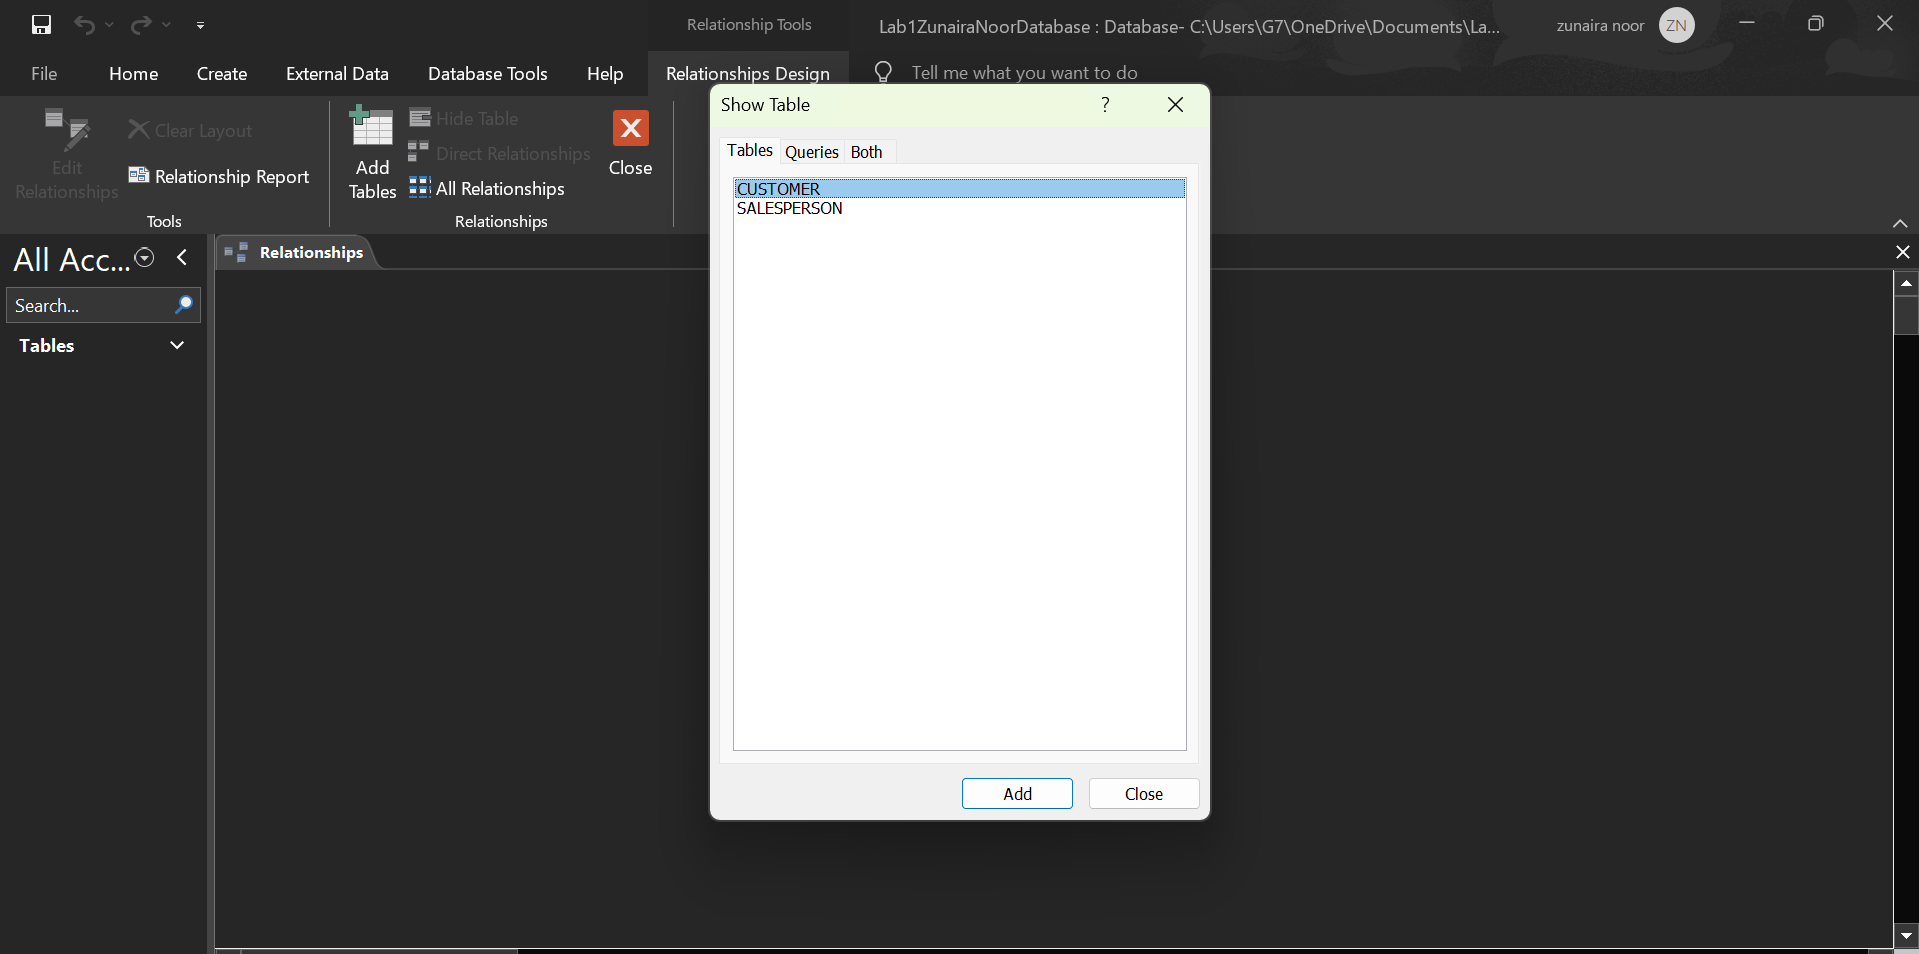 Relationship Tools
Lab1ZunairaNoorDatabase : Database- C:\Users\G7\OneDrive\Documents\La...
zunaira noor ZN
File Home Create External Data Database Tools Help Relationships Design Tell me what you want to do
Edit Relationships
Clear Layout
Relationship Report
Tools
Add Tables
Hide Table
Direct Relationships
All Relationships
Relationships
Close
All Acc...
Search...
Tables
Relationships
Show Table ?
Tables Queries Both
CUSTOMER
SALESPERSON
Add Close